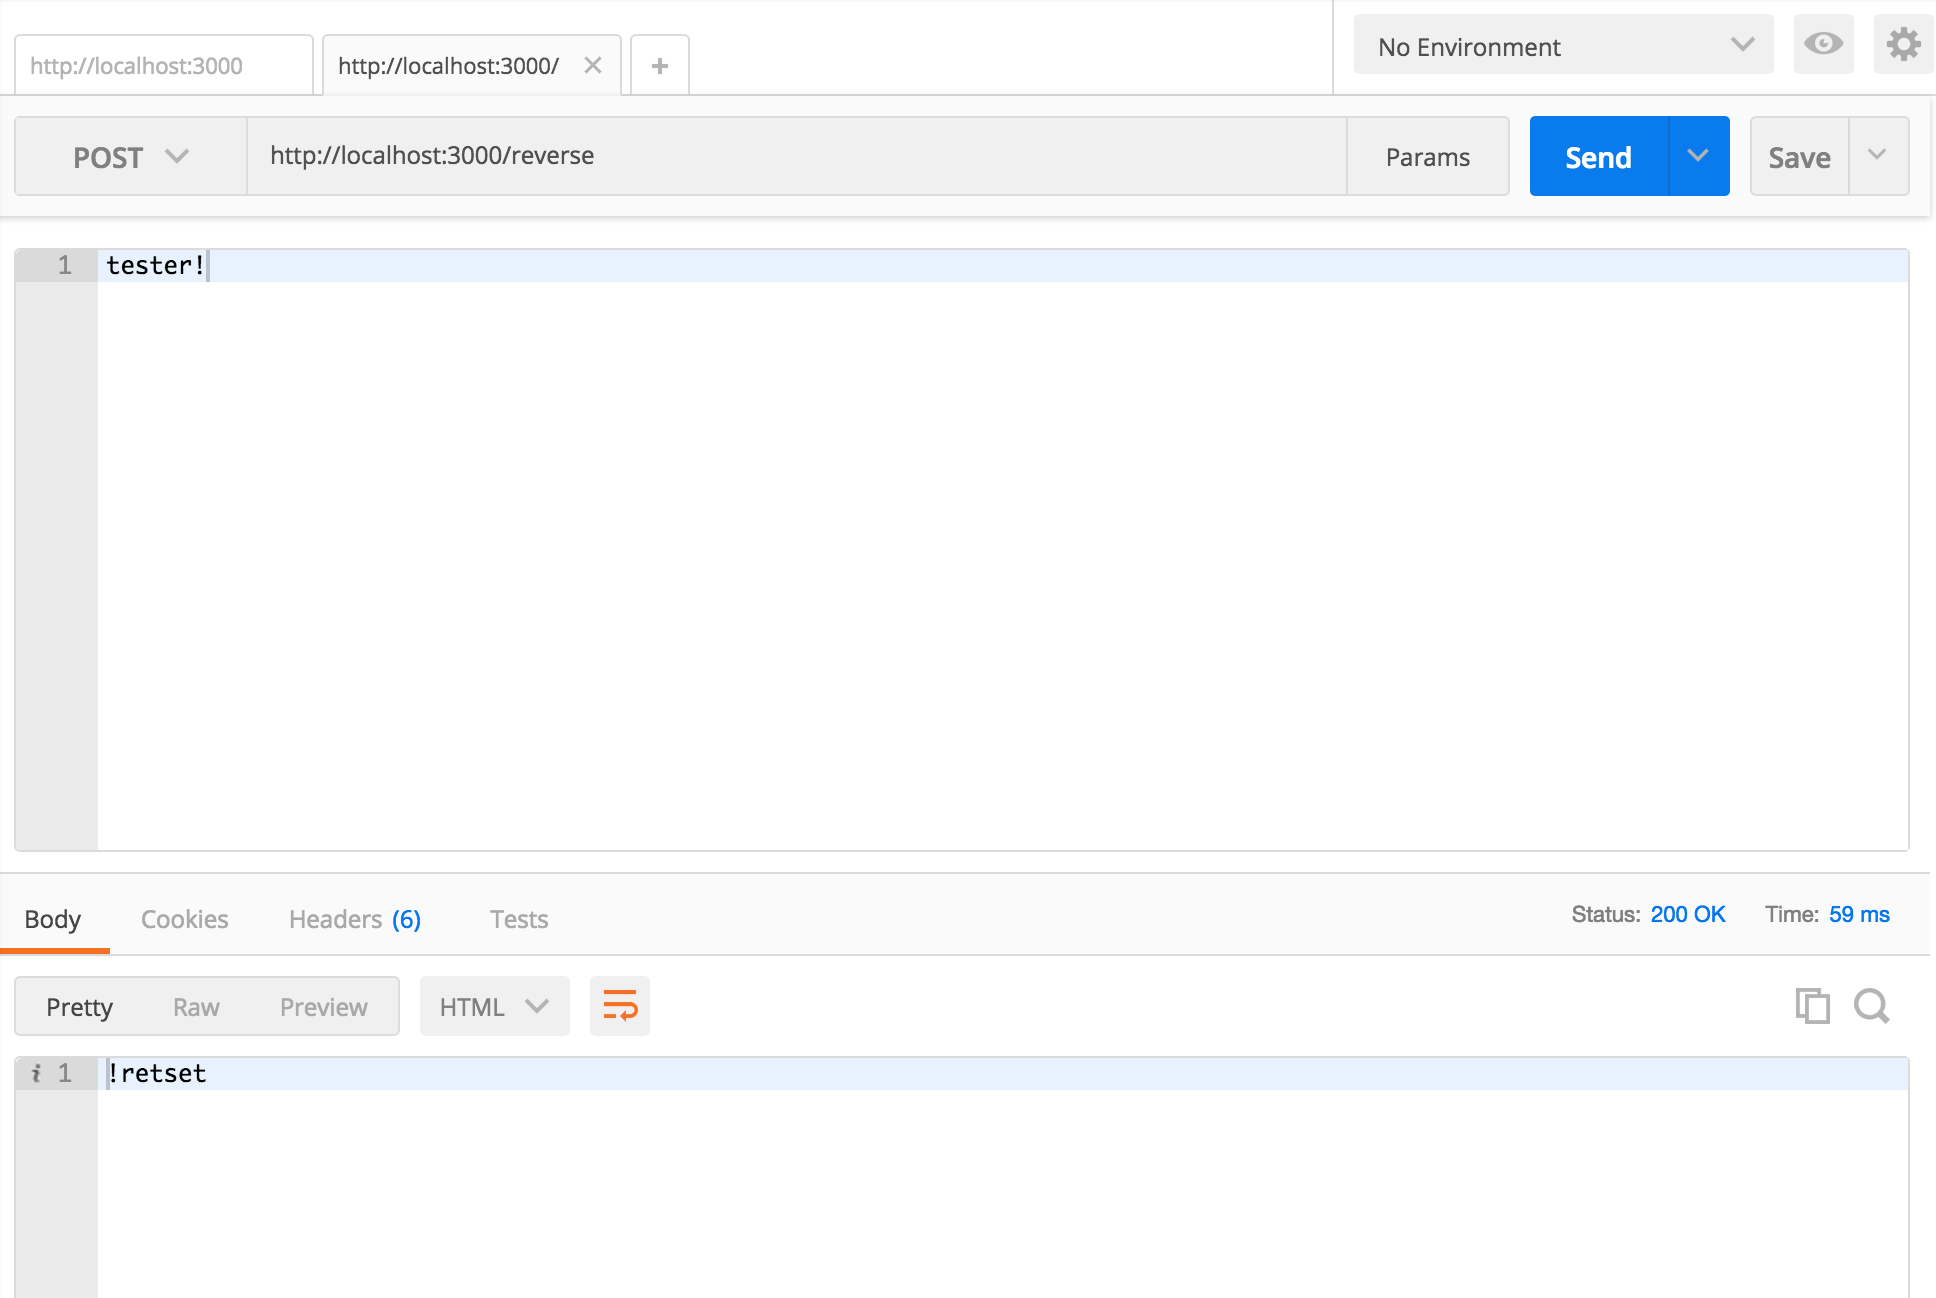 http://localhost:3000
http://localhost:3000/
No Environment
POST
http://localhost:3000/reverse
Params
Send
Save
1 tester!
Body
Cookies
Headers (6)
Tests
Status: 200 OK
Time: 59 ms
Pretty
Raw
Preview
HTML
i 1 !retset